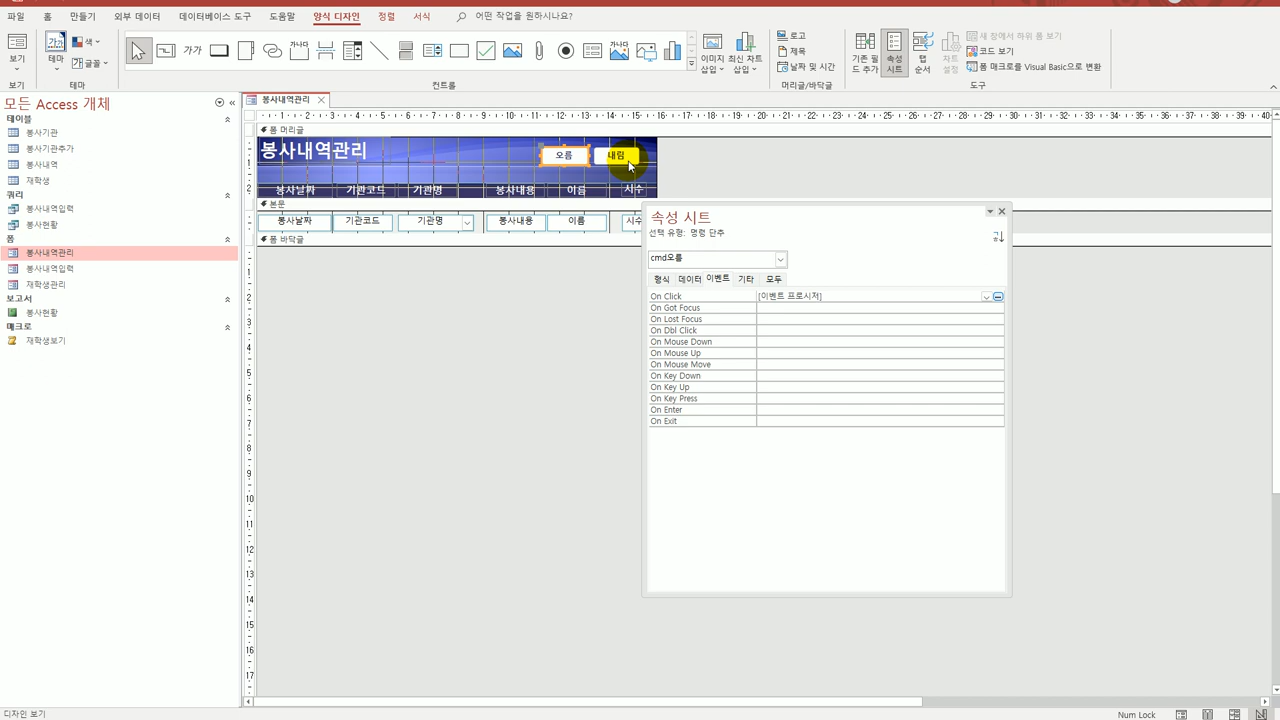 파일 홈 만들기 외부 데이터 데이터베이스 도구 도움말 양식 디자인 정렬 서식 어떤 작업을 원하시나요?
보기 테마 색 글꼴 가가 가나다 가나다 이미지 삽입 최신 차트 삽입 로고 제목 날짜 및 시간 기존 필드 추가 속성 시트 탭 순서 차트 설정 새 창에서 하위 폼 보기 코드 보기 폼 매크로를 Visual Basic으로 변환
보기 테마 컨트롤 머리글/바닥글 도구
모든 Access 개체
테이블
봉사기관
봉사기관추가
봉사내역
재학생
쿼리
봉사내역입력
봉사현황
폼
봉사내역관리
봉사내역입력
재학생관리
보고서
봉사현황
매크로
재학생보기
봉사내역관리
폼 머리글
봉사내역관리 오름 내림
봉사날짜 기관코드 기관명 봉사내용 이름 시수
본문
봉사날짜 기관코드 기관명 봉사내용 이름 시수
폼 바닥글
속성 시트
선택 유형: 명령 단추
cmd오름
형식 데이터 이벤트 기타 모두
On Click [이벤트 프로시저]
On Got Focus
On Lost Focus
On Dbl Click
On Mouse Down
On Mouse Up
On Mouse Move
On Key Down
On Key Up
On Key Press
On Enter
On Exit
디자인 보기 Num Lock